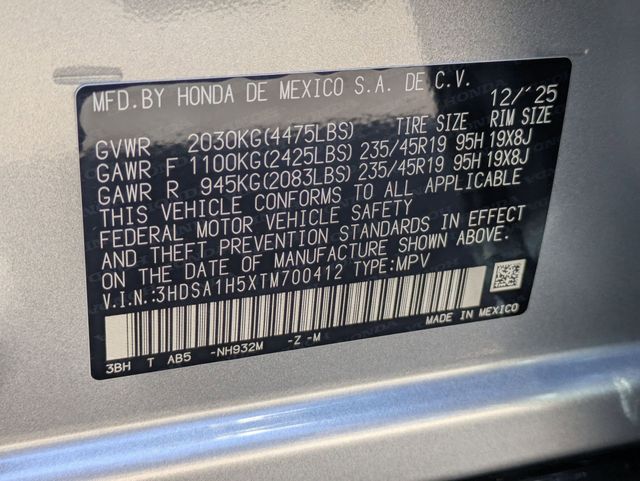 MFD.BY HONDA DE MEXICO S.A. DE C.V. 12/'25
GVWR 2030KG(4475LBS) TIRE SIZE RIM SIZE
GAWR F 1100KG(2425LBS) 235/45R19 95H 19X8J
GAWR R 945KG(2083LBS) 235/45R19 95H 19X8J
THIS VEHICLE CONFORMS TO ALL APPLICABLE
FEDERAL MOTOR VEHICLE SAFETY
AND THEFT PREVENTION STANDARDS IN EFFECT
ON THE DATE OF MANUFACTURE SHOWN ABOVE.
V.I.N.:3HDSA1H5XTM700412 TYPE:MPV
MADE IN MEXICO
3BH T AB5 -NH932M -Z -M